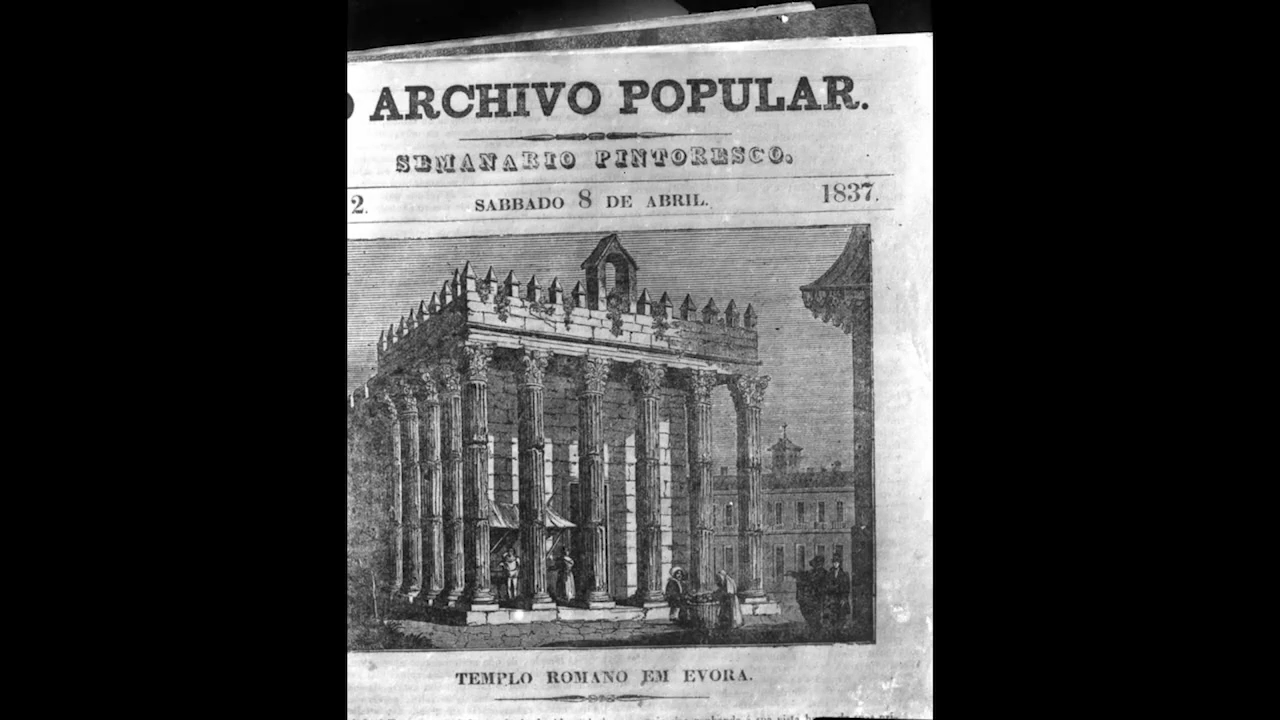 O ARCHIVO POPULAR.
SEMANARIO PINTORESCO.
2. SABBADO 8 DE ABRIL. 1837.
TEMPLO ROMANO EM EVORA.